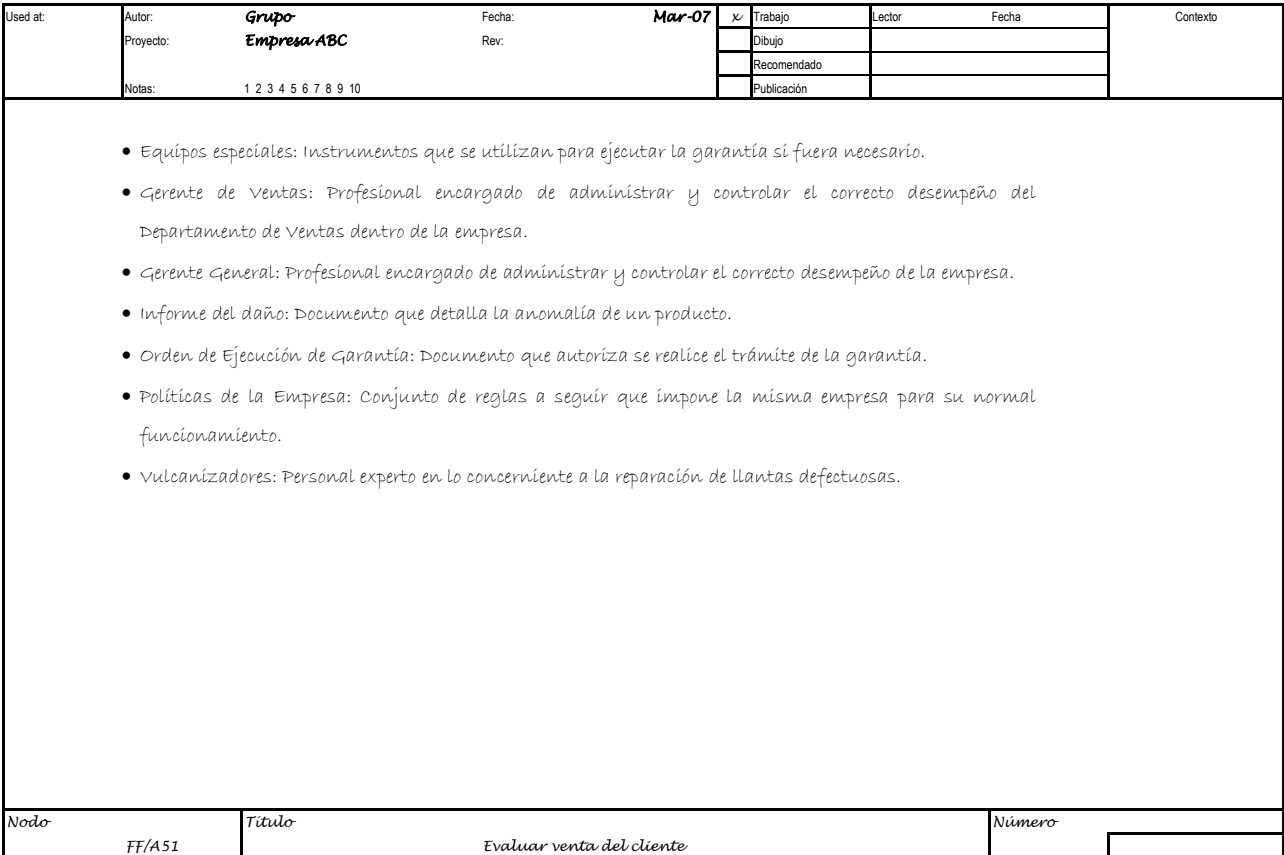 Used at: Autor: Grupo Fecha: Mar-07 x Trabajo Lector Fecha Contexto
Proyecto: Empresa ABC Rev: Dibujo
Recomendado
Notas: 1 2 3 4 5 6 7 8 9 10 Publicación
• Equipos especiales: Instrumentos que se utilizan para ejecutar la garantía si fuera necesario.
• Gerente de Ventas: Profesional encargado de administrar y controlar el correcto desempeño del
Departamento de Ventas dentro de la empresa.
• Gerente General: Profesional encargado de administrar y controlar el correcto desempeño de la empresa.
• Informe del daño: Documento que detalla la anomalía de un producto.
• Orden de Ejecución de Garantía: Documento que autoriza se realice el trámite de la garantía.
• Políticas de la Empresa: Conjunto de reglas a seguir que impone la misma empresa para su normal
funcionamiento.
• Vulcanizadores: Personal experto en lo concerniente a la reparación de llantas defectuosas.
Nodo Título Número
FF/A51 Evaluar venta del cliente